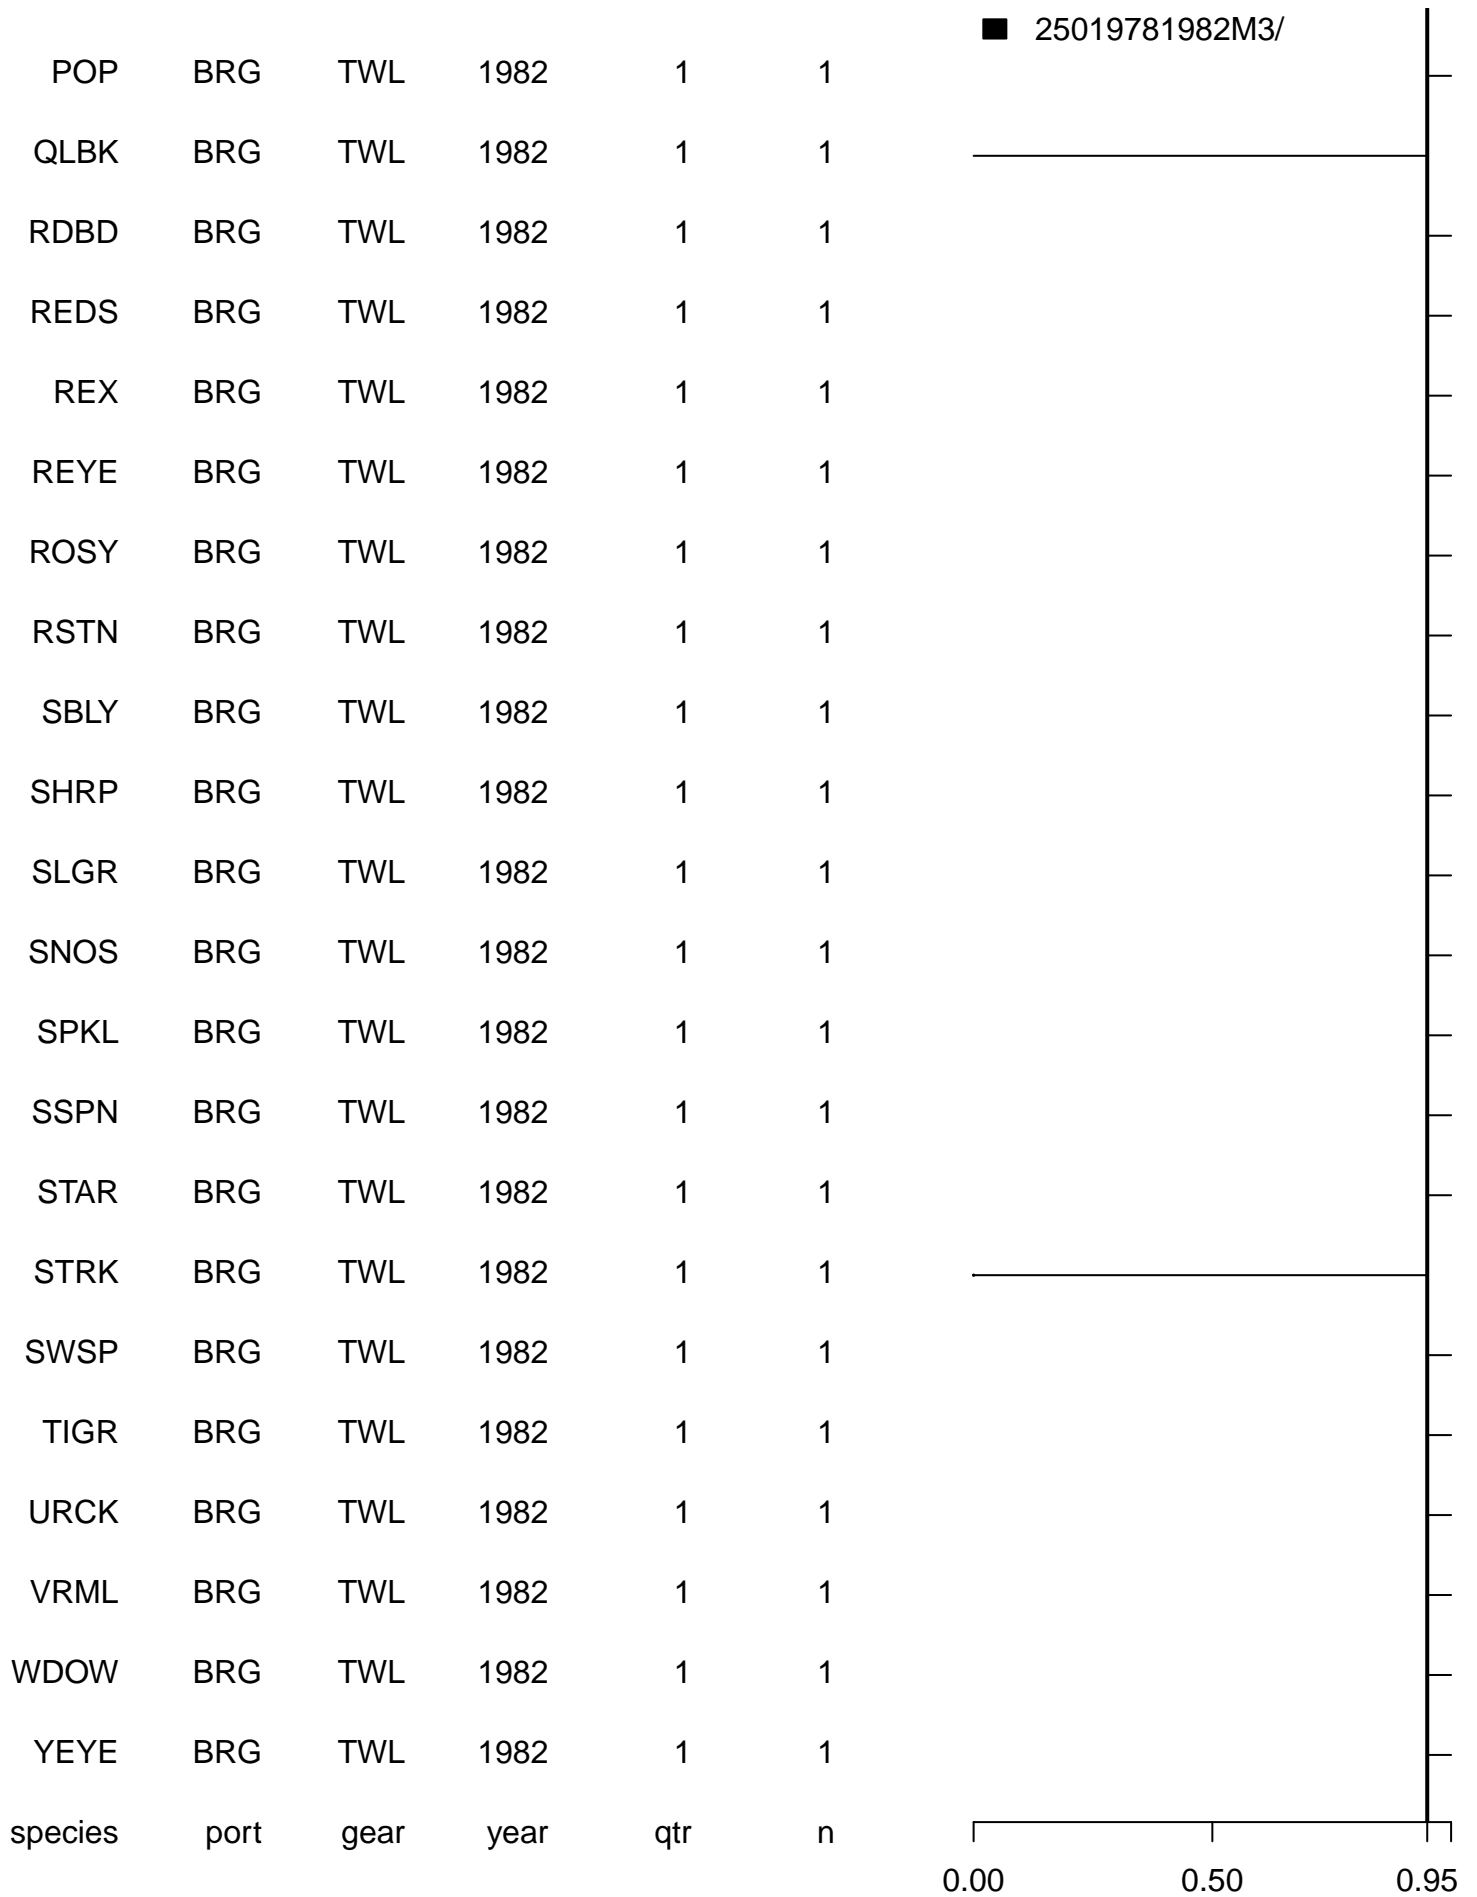 25019781982M3/
POP BRG TWL 1982 1 1
QLBK BRG TWL 1982 1 1
RDBD BRG TWL 1982 1 1
REDS BRG TWL 1982 1 1
REX BRG TWL 1982 1 1
REYE BRG TWL 1982 1 1
ROSY BRG TWL 1982 1 1
RSTN BRG TWL 1982 1 1
SBLY BRG TWL 1982 1 1
SHRP BRG TWL 1982 1 1
SLGR BRG TWL 1982 1 1
SNOS BRG TWL 1982 1 1
SPKL BRG TWL 1982 1 1
SSPN BRG TWL 1982 1 1
STAR BRG TWL 1982 1 1
STRK BRG TWL 1982 1 1
SWSP BRG TWL 1982 1 1
TIGR BRG TWL 1982 1 1
URCK BRG TWL 1982 1 1
VRML BRG TWL 1982 1 1
WDOW BRG TWL 1982 1 1
YEYE BRG TWL 1982 1 1
species port gear year qtr n
0.00 0.50 0.95